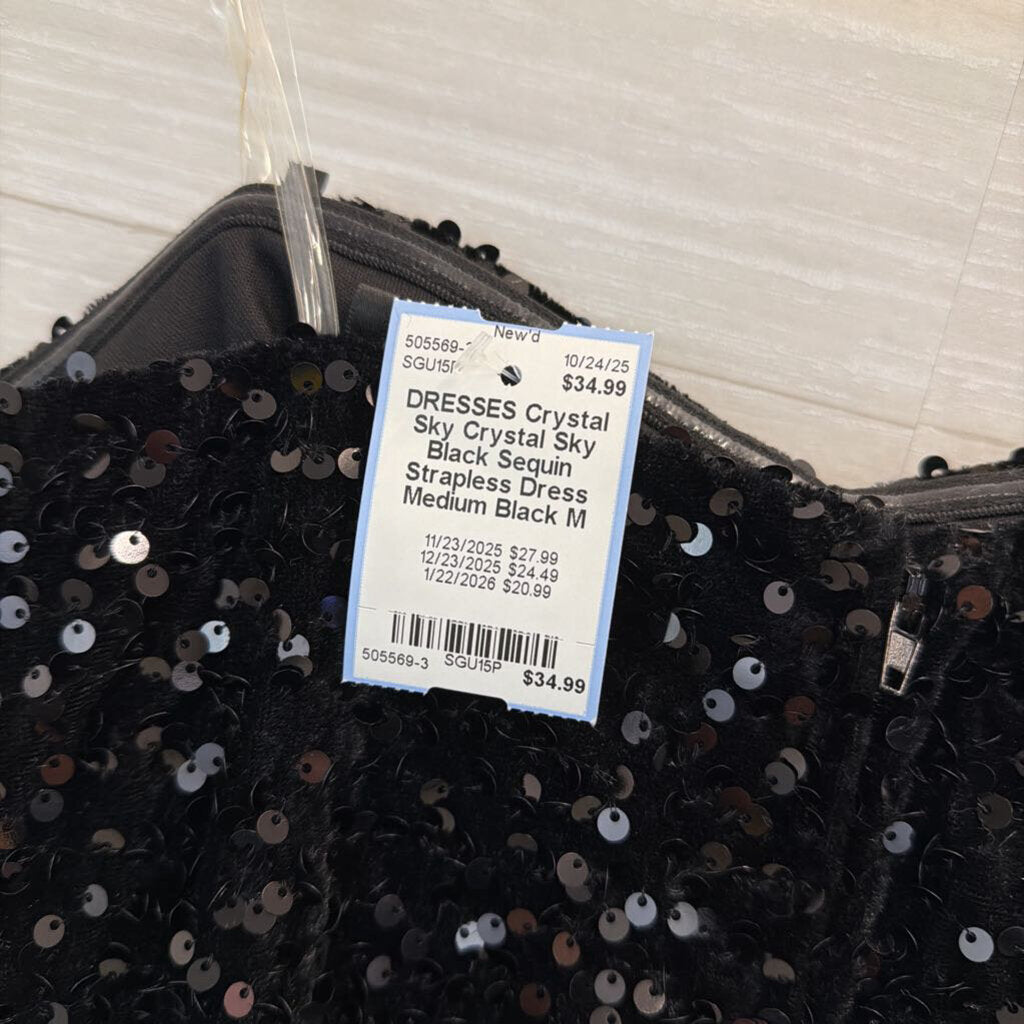 New'd
505569- 10/24/25
$34.99
DRESSES Crystal
Sky Crystal Sky
Black Sequin
Strapless Dress
Medium Black M
11/23/2025 $27.99
12/23/2025 $24.49
1/22/2026 $20.99
505569-3 SGU15P
$34.99